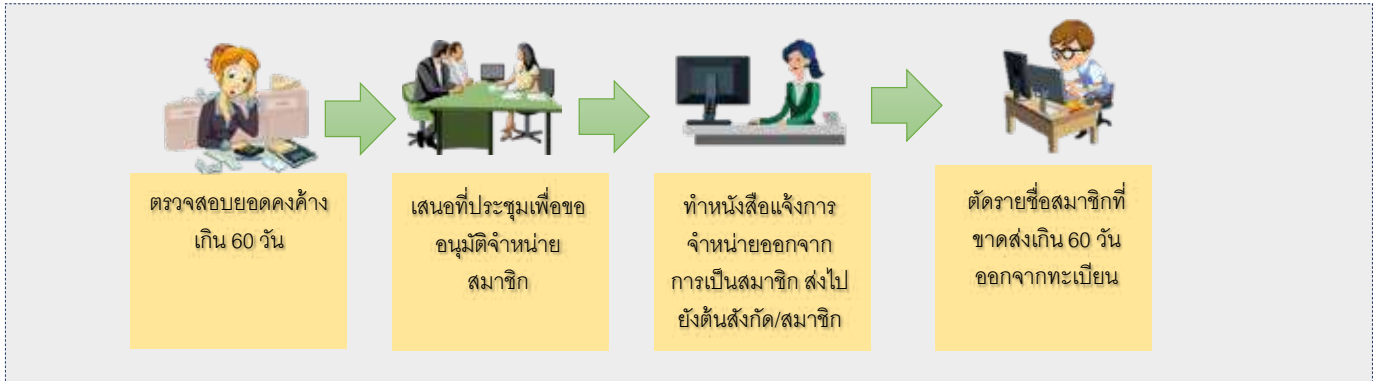 ตรวจสอบยอดคงค้าง
เกิน 60 วัน
เสนอที่ประชุมเพื่อขอ
อนุมัติจำหน่าย
สมาชิก
ทำหนังสือแจ้งการ
จำหน่ายออกจาก
การเป็นสมาชิก ส่งไป
ยังต้นสังกัด/สมาชิก
ตัดรายชื่อสมาชิกที่
ขาดส่งเกิน 60 วัน
ออกจากทะเบียน